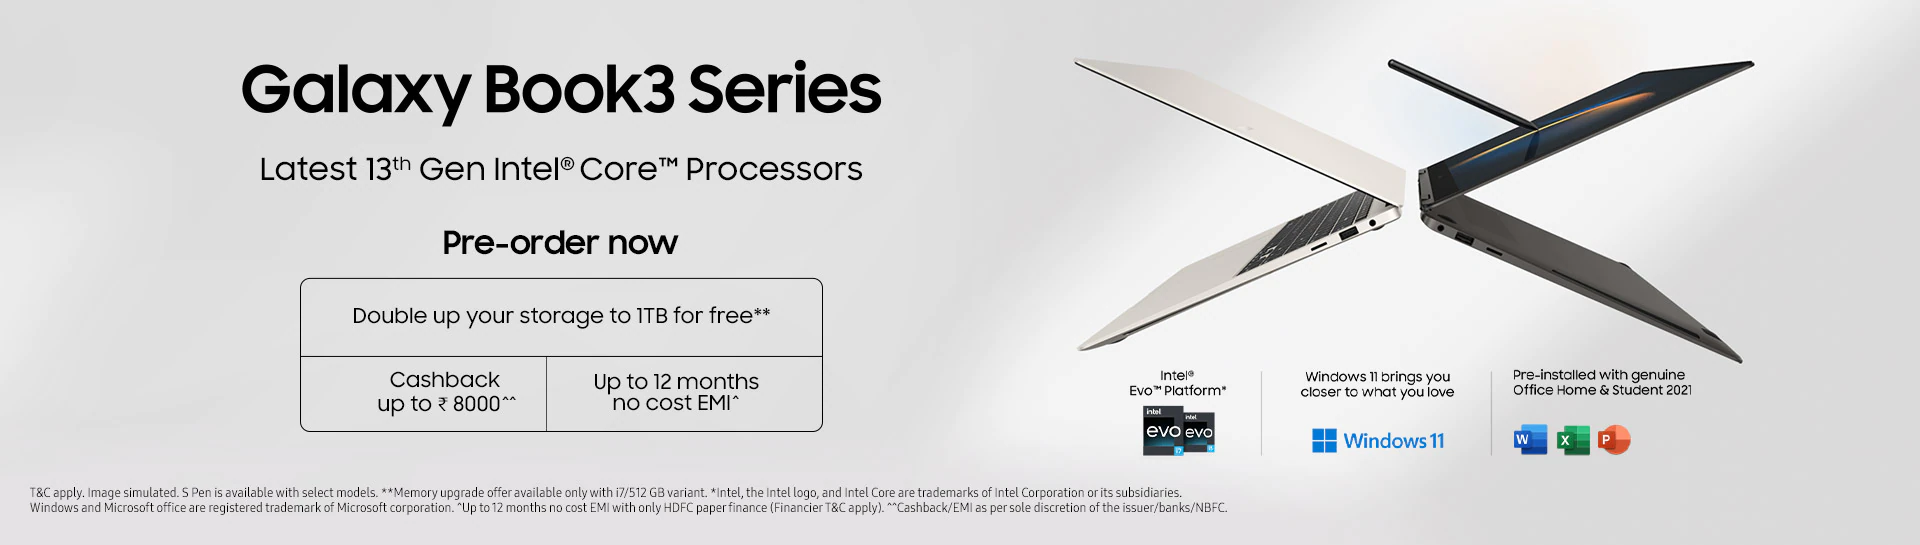 Galaxy Book3 Series
Latest 13th Gen Intel® Core™ Processors
Pre-order now
Double up your storage to 1TB for free**
Cashback
up to ₹ 8000^^
Up to 12 months
no cost EMI^
Intel®
Evo™ Platform*
intel
evo
i7
intel
evo
Windows 11 brings you
closer to what you love
Windows 11
Pre-installed with genuine
Office Home & Student 2021
W
X
P
T&C apply. Image simulated. S Pen is available with select models. **Memory upgrade offer available only with i7/512 GB variant. *Intel, the Intel logo, and Intel Core are trademarks of Intel Corporation or its subsidiaries.
Windows and Microsoft office are registered trademark of Microsoft corporation. ^Up to 12 months no cost EMI with only HDFC paper finance (Financier T&C apply). ^^Cashback/EMI as per sole discretion of the issuer/banks/NBFC.